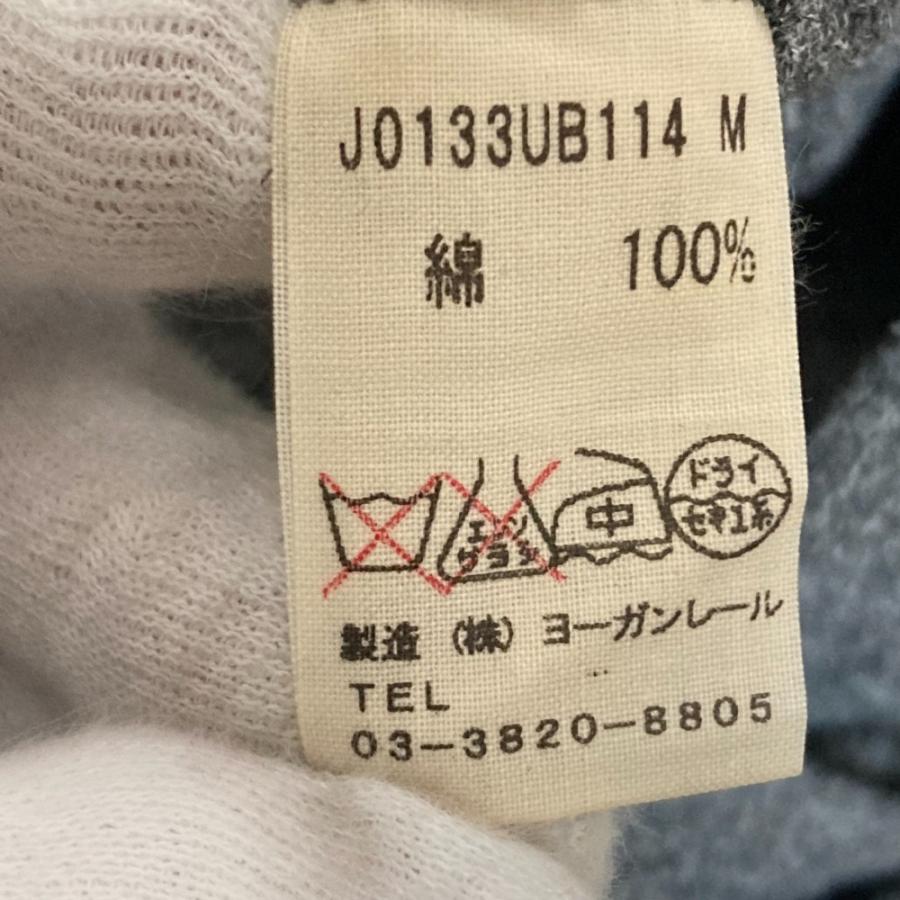 J0133UB114 M
綿 100%
エンソサラシ
中
ドライ
セキユ系
製造 (株) ヨーガンレール
TEL
03-3820-8805